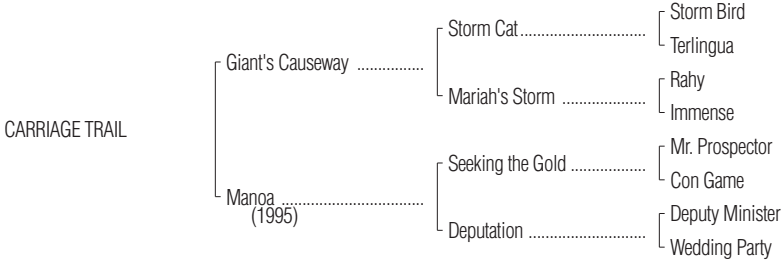 Storm Bird
Storm Cat..............................
Terlingua
Giant's Causeway ................
Rahy
Mariah's Storm ....................
Immense
CARRIAGE TRAIL
Mr. Prospector
Seeking the Gold ..................
Con Game
Manoa ..................................
(1995)
Deputy Minister
Deputation ............................
Wedding Party